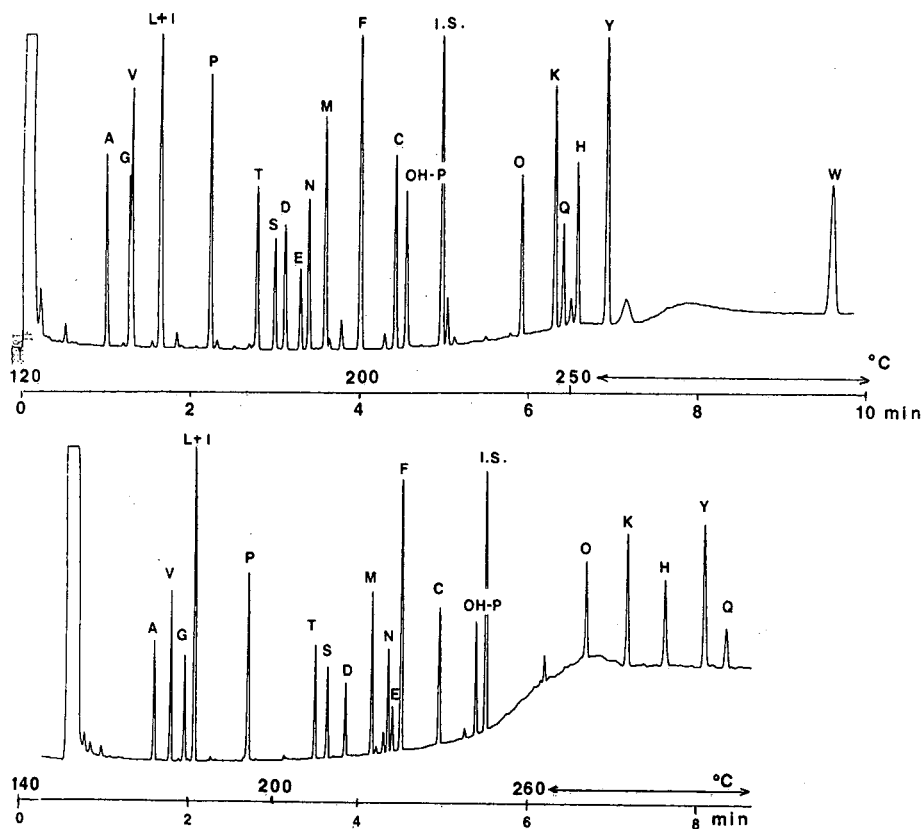 L+I
F
I.S.
Y
V
P
K
M
A
C
H
G
OH-P
O
W
T
N
D
Q
S
E
120
200
250
°C
0
2
4
6
8
10 min
L+I
F
I.S.
Y
P
V
K
M
O
C
H
A
G
OH-P
T
N
Q
S
D
E
140
200
260
°C
0
2
4
6
8
min